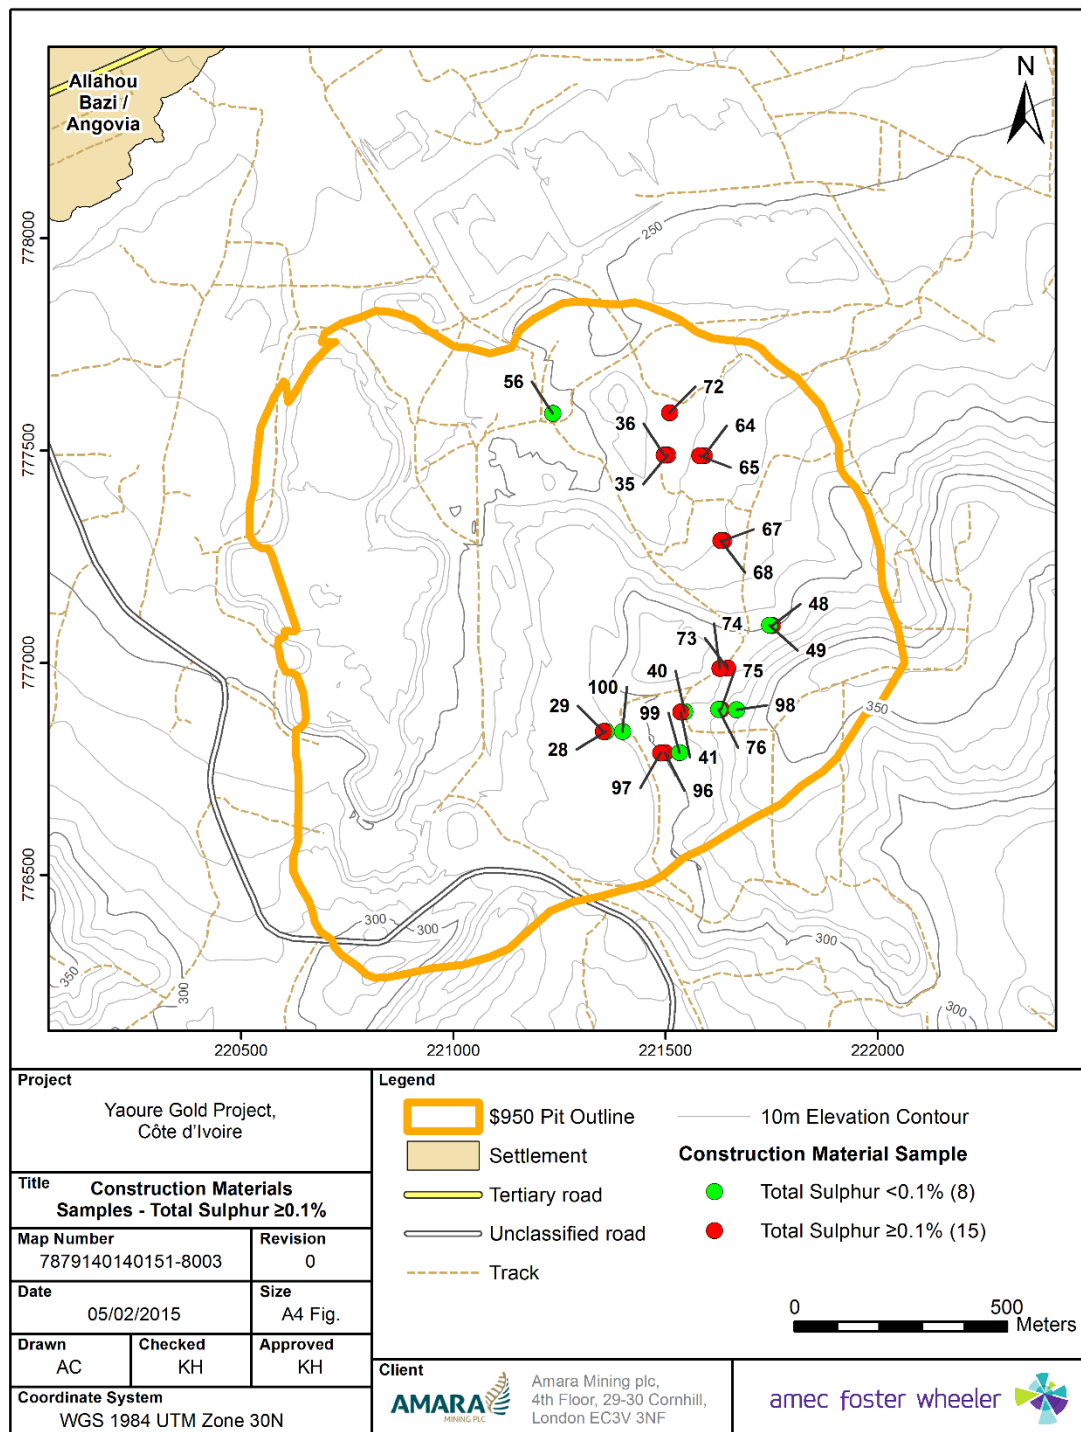 Allahou
Bazi /
Angovia
N
250
778000
777500
777000
776500
56
72
36
64
35
65
67
68
48
74
49
73
40
75
100
29
99
98
350
28
41
76
97
96
300
300
300
350
300
300
220500
221000
221500
222000
Project
Yaoure Gold Project,
Côte d'Ivoire
Title
Construction Materials
Samples - Total Sulphur ≥0.1%
Map Number
7879140140151-8003
Revision
0
Date
05/02/2015
Size
A4 Fig.
Drawn
AC
Checked
KH
Approved
KH
Coordinate System
WGS 1984 UTM Zone 30N
Legend
$950 Pit Outline
Settlement
Tertiary road
Unclassified road
Track
10m Elevation Contour
Construction Material Sample
Total Sulphur <0.1% (8)
Total Sulphur ≥0.1% (15)
0 500
Meters
Client
AMARA
MINING PLC
Amara Mining plc,
4th Floor, 29-30 Cornhill,
London EC3V 3NF
amec foster wheeler